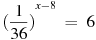 (1/36)^{x-8} = 6